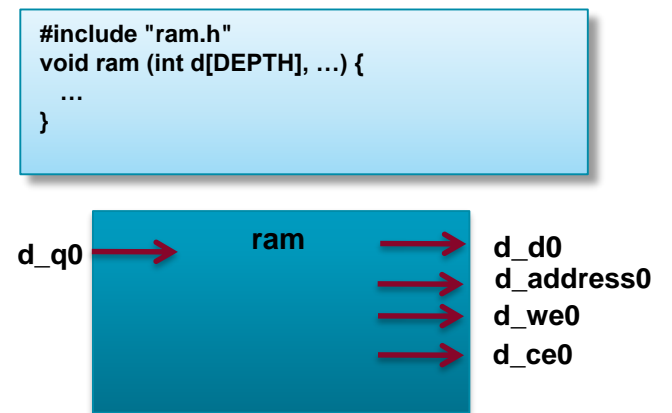 #include "ram.h"
void ram (int d[DEPTH], …) {
…
}
d_q0
ram
d_d0
d_address0
d_we0
d_ce0